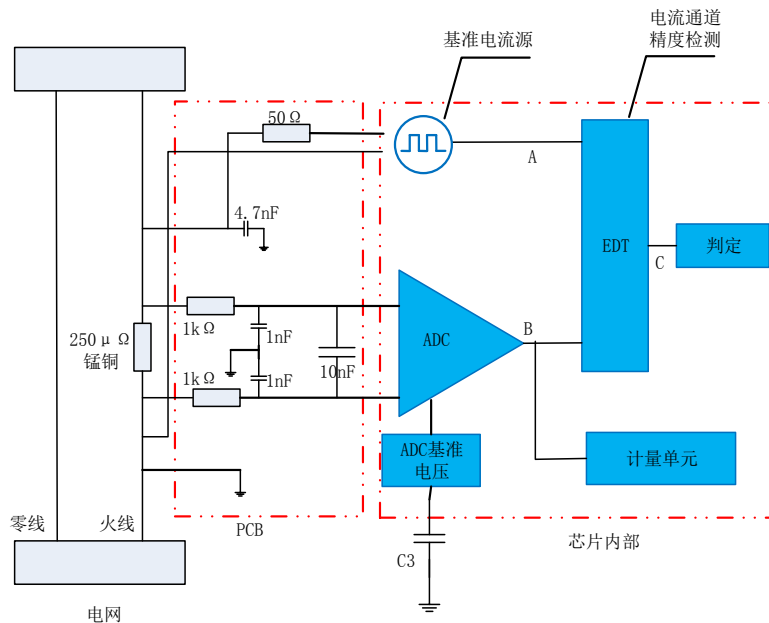 基准电流源
电流通道
精度检测
50Ω
A
4.7nF
EDT
C
判定
1kΩ
1nF
ADC
B
250μΩ
锰铜
10nF
1kΩ
1nF
ADC基准
电压
计量单元
零线
火线
PCB
芯片内部
C3
电网